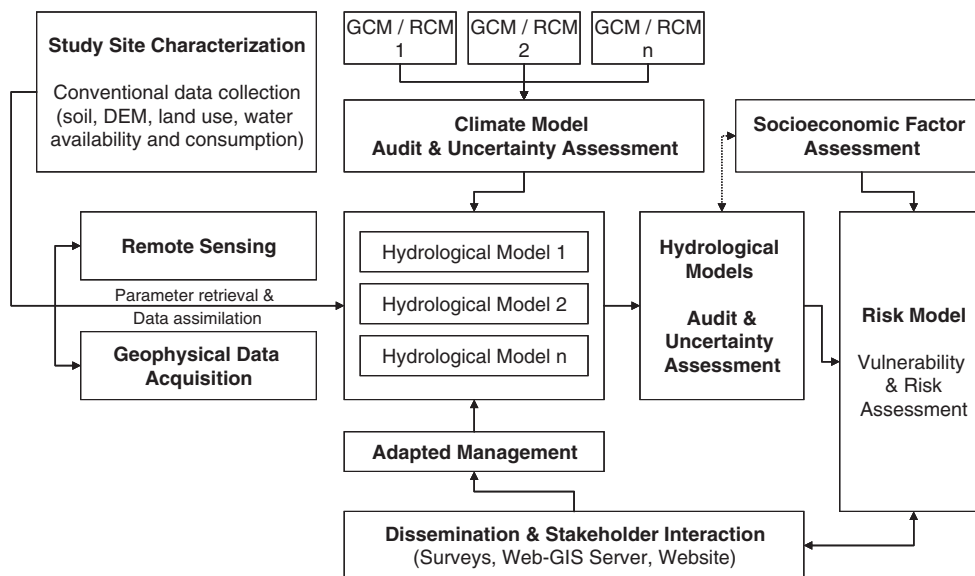 Study Site Characterization
Conventional data collection
(soil, DEM, land use, water
availability and consumption)
GCM / RCM
1
GCM / RCM
2
GCM / RCM
n
Climate Model
Audit & Uncertainty Assessment
Socioeconomic Factor
Assessment
Remote Sensing
Parameter retrieval &
Data assimilation
Geophysical Data
Acquisition
Hydrological Model 1
Hydrological Model 2
Hydrological Model n
Hydrological
Models
Audit &
Uncertainty
Assessment
Risk Model
Vulnerability
& Risk
Assessment
Adapted Management
Dissemination & Stakeholder Interaction
(Surveys, Web-GIS Server, Website)